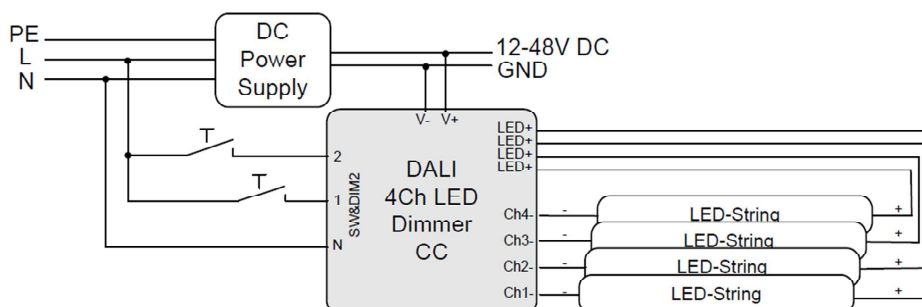 PE
L
N
DC
Power
Supply
12-48V DC
GND
V- V+
T
2
T
1
N
SW&DIM2
DALI
4Ch LED
Dimmer
CC
LED+
LED+
LED+
LED+
Ch4- - LED-String +
Ch3- - LED-String +
Ch2- - LED-String +
Ch1- - LED-String +